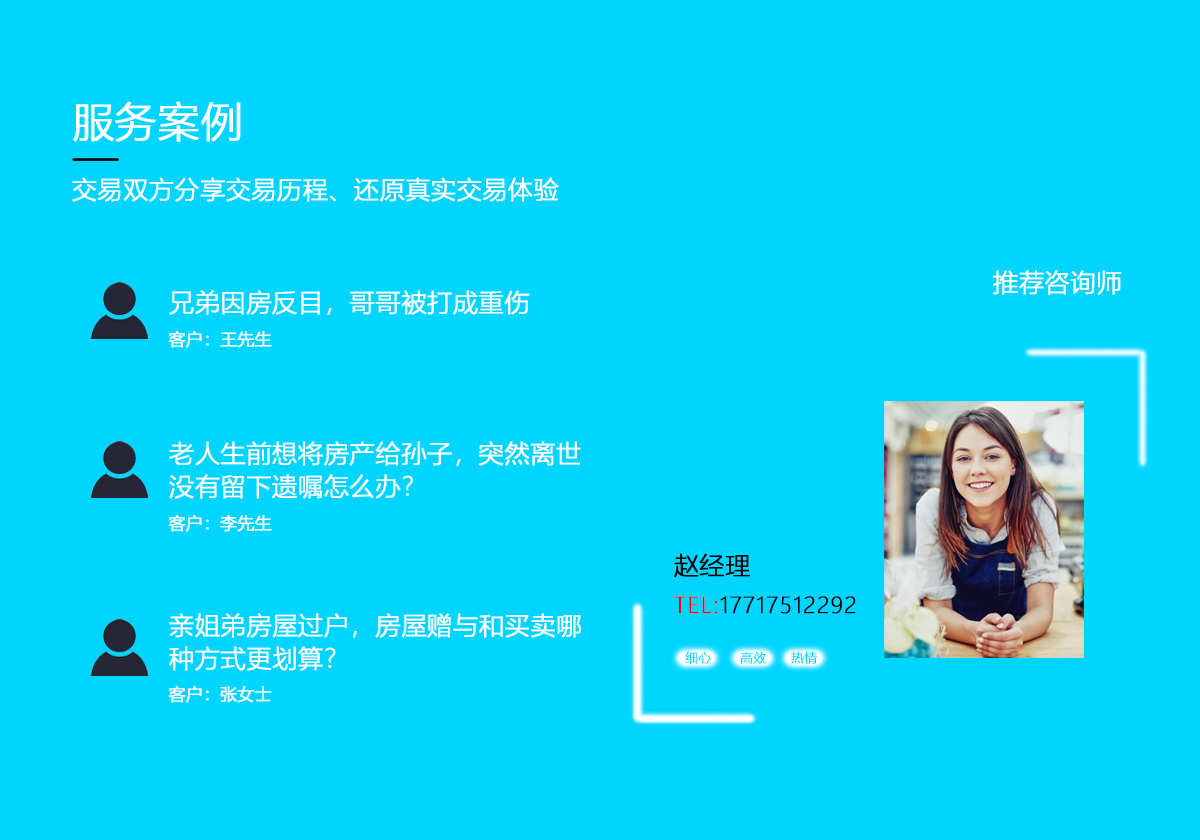 服务案例
交易双方分享交易历程、还原真实交易体验
兄弟因房反目，哥哥被打成重伤
客户：王先生
老人生前想将房产给孙子，突然离世
没有留下遗嘱怎么办？
客户：李先生
亲姐弟房屋过户，房屋赠与和买卖哪
种方式更划算？
客户：张女士
推荐咨询师
赵经理
TEL:17717512292
细心 高效 热情